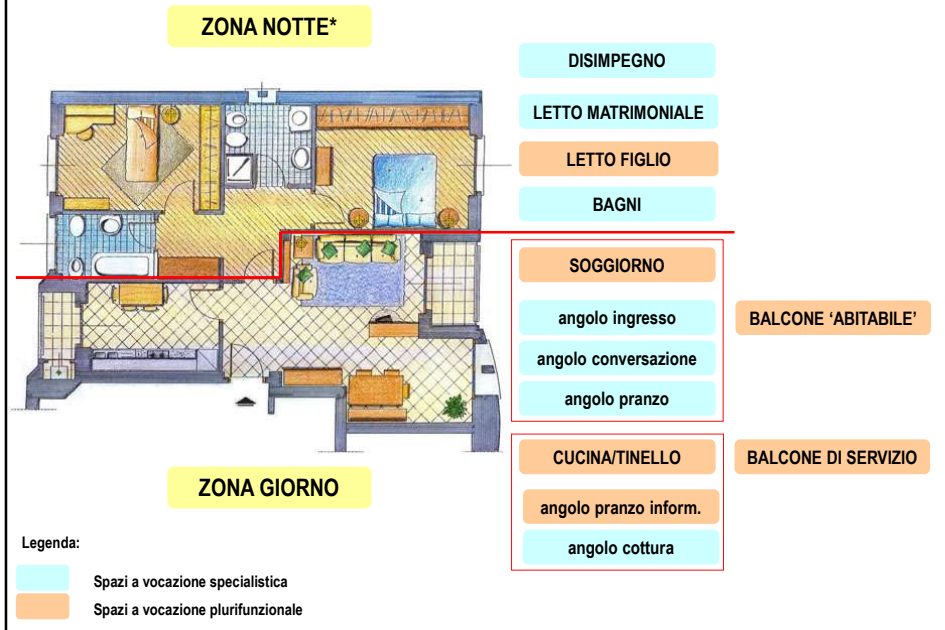 ZONA NOTTE*
DISIMPEGNO
LETTO MATRIMONIALE
LETTO FIGLIO
BAGNI
SOGGIORNO
angolo ingresso
BALCONE ‘ABITABILE’
angolo conversazione
angolo pranzo
CUCINA/TINELLO
BALCONE DI SERVIZIO
angolo pranzo inform.
angolo cottura
ZONA GIORNO
Legenda:
Spazi a vocazione specialistica
Spazi a vocazione plurifunzionale